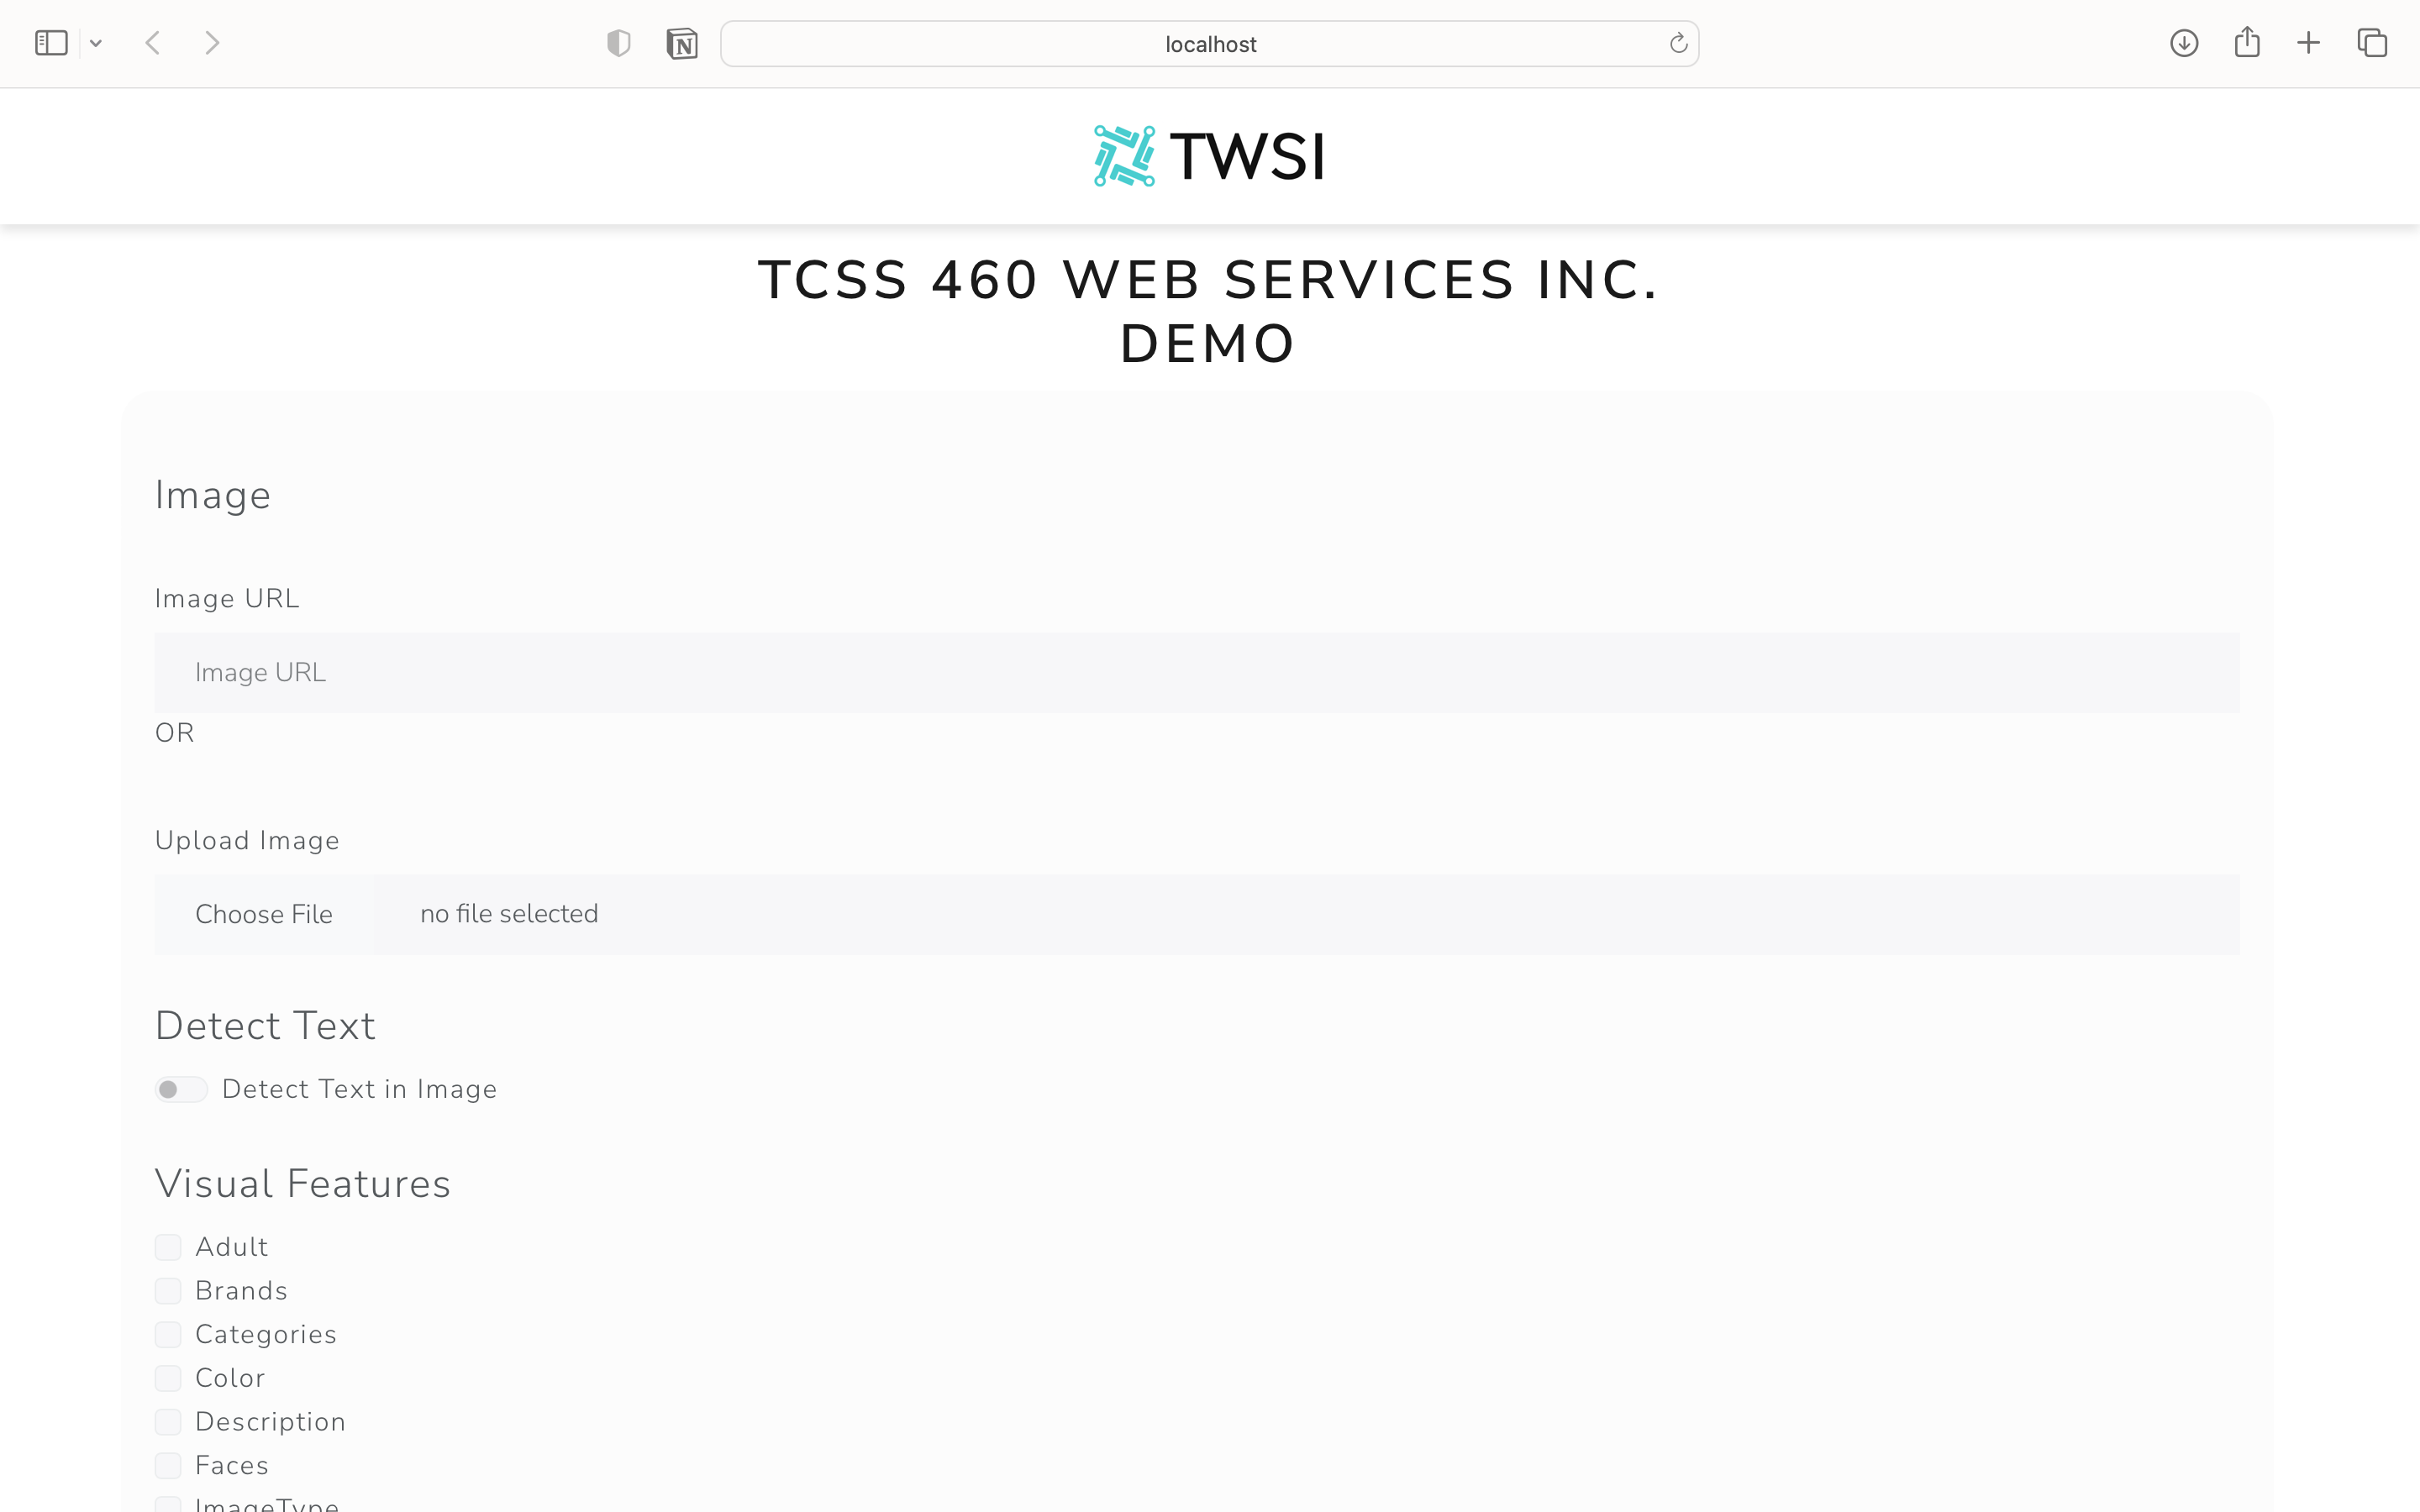 localhost
TWSI
TCSS 460 WEB SERVICES INC.
DEMO
Image
Image URL
Image URL
OR
Upload Image
Choose File no file selected
Detect Text
Detect Text in Image
Visual Features
Adult
Brands
Categories
Color
Description
Faces
ImageType